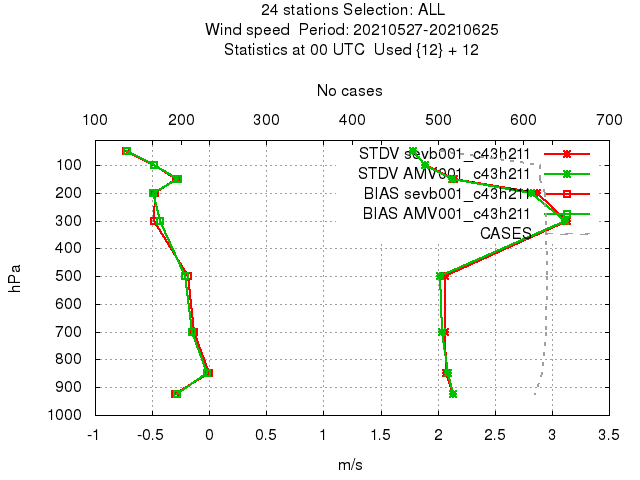 24 stations Selection: ALL
Wind speed  Period: 20210527-20210625
Statistics at 00 UTC  Used {12} + 12
No cases
100 200 300 400 500 600 700
STDV sevb001_c43h211
STDV AMV001_c43h211
BIAS sevb001_c43h211
BIAS AMV001_c43h211
CASES
hPa
100
200
300
400
500
600
700
800
900
1000
-1 -0.5 0 0.5 1 1.5 2 2.5 3 3.5
m/s